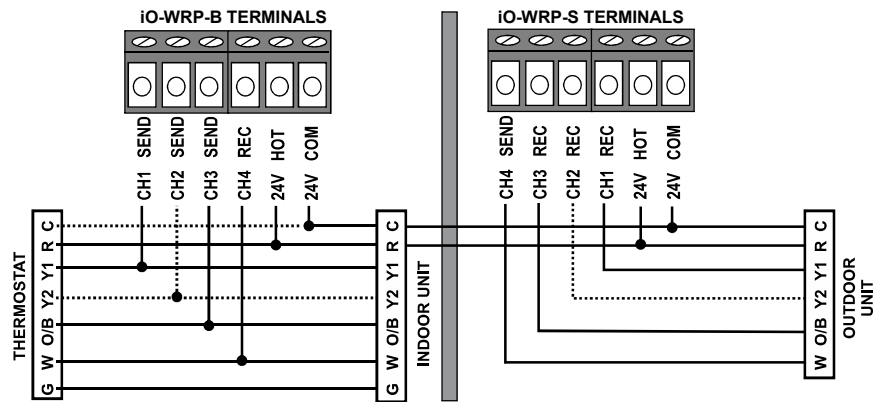 iO-WRP-B TERMINALS
iO-WRP-S TERMINALS
CH1 SEND
CH2 SEND
CH3 SEND
CH4 REC
24V HOT
24V COM
CH4 SEND
CH3 REC
CH2 REC
CH1 REC
24V HOT
24V COM
THERMOSTAT
C
R
Y1
Y2
O/B
W
G
C
R
Y1
Y2
O/B
W
G
INDOOR UNIT
C
R
Y1
Y2
O/B
W
OUTDOOR
UNIT